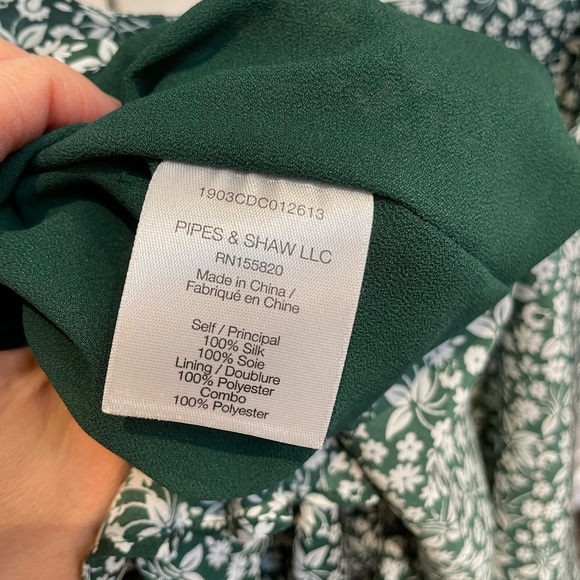 1903CDC012613
PIPES & SHAW LLC
RN155820
Made in China /
Fabriqué en Chine
Self / Principal
100% Silk
100% Soie
Lining / Doublure
100% Polyester
Combo
100% Polyester